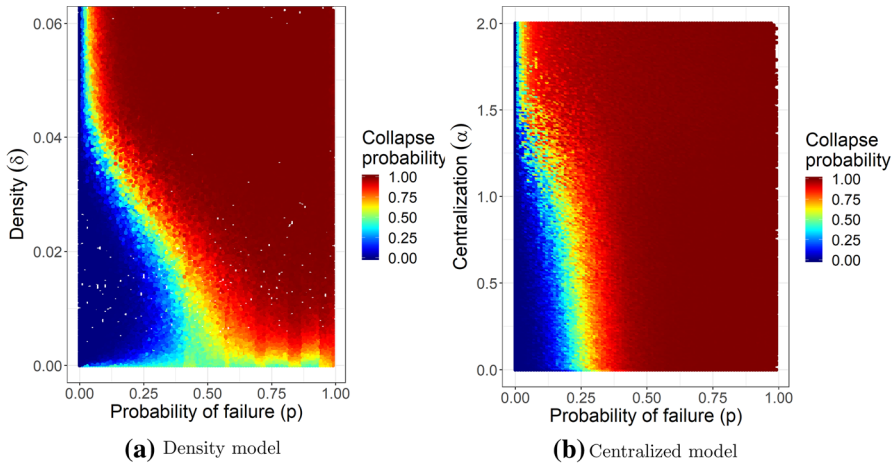 0.06
0.04
0.02
0.00
Density (δ)
0.00 0.25 0.50 0.75 1.00
Probability of failure (p)
Collapse
probability
1.00
0.75
0.50
0.25
0.00
(a) Density model
2.0
1.5
1.0
0.5
0.0
Centralization (α)
0.00 0.25 0.50 0.75 1.00
Probability of failure (p)
Collapse
probability
1.00
0.75
0.50
0.25
0.00
(b) Centralized model